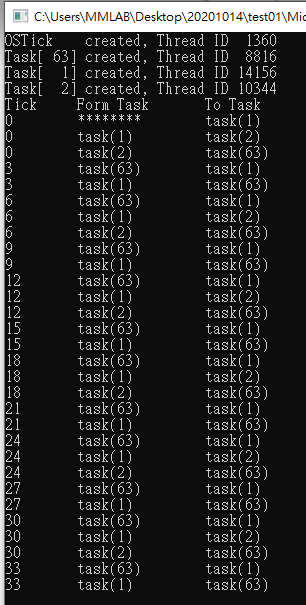 C:\Users\MMLAB\Desktop\20201014\test01\Mic
OSTick created, Thread ID 1360
Task[ 63] created, Thread ID 8816
Task[ 1] created, Thread ID 14156
Task[ 2] created, Thread ID 10344
Tick Form Task To Task
0 ******** task(1)
0 task(1) task(2)
0 task(2) task(63)
3 task(63) task(1)
3 task(1) task(63)
6 task(63) task(1)
6 task(1) task(2)
6 task(2) task(63)
9 task(63) task(1)
9 task(1) task(63)
12 task(63) task(1)
12 task(1) task(2)
12 task(2) task(63)
15 task(63) task(1)
15 task(1) task(63)
18 task(63) task(1)
18 task(1) task(2)
18 task(2) task(63)
21 task(63) task(1)
21 task(1) task(63)
24 task(63) task(1)
24 task(1) task(2)
24 task(2) task(63)
27 task(63) task(1)
27 task(1) task(63)
30 task(63) task(1)
30 task(1) task(2)
30 task(2) task(63)
33 task(63) task(1)
33 task(1) task(63)